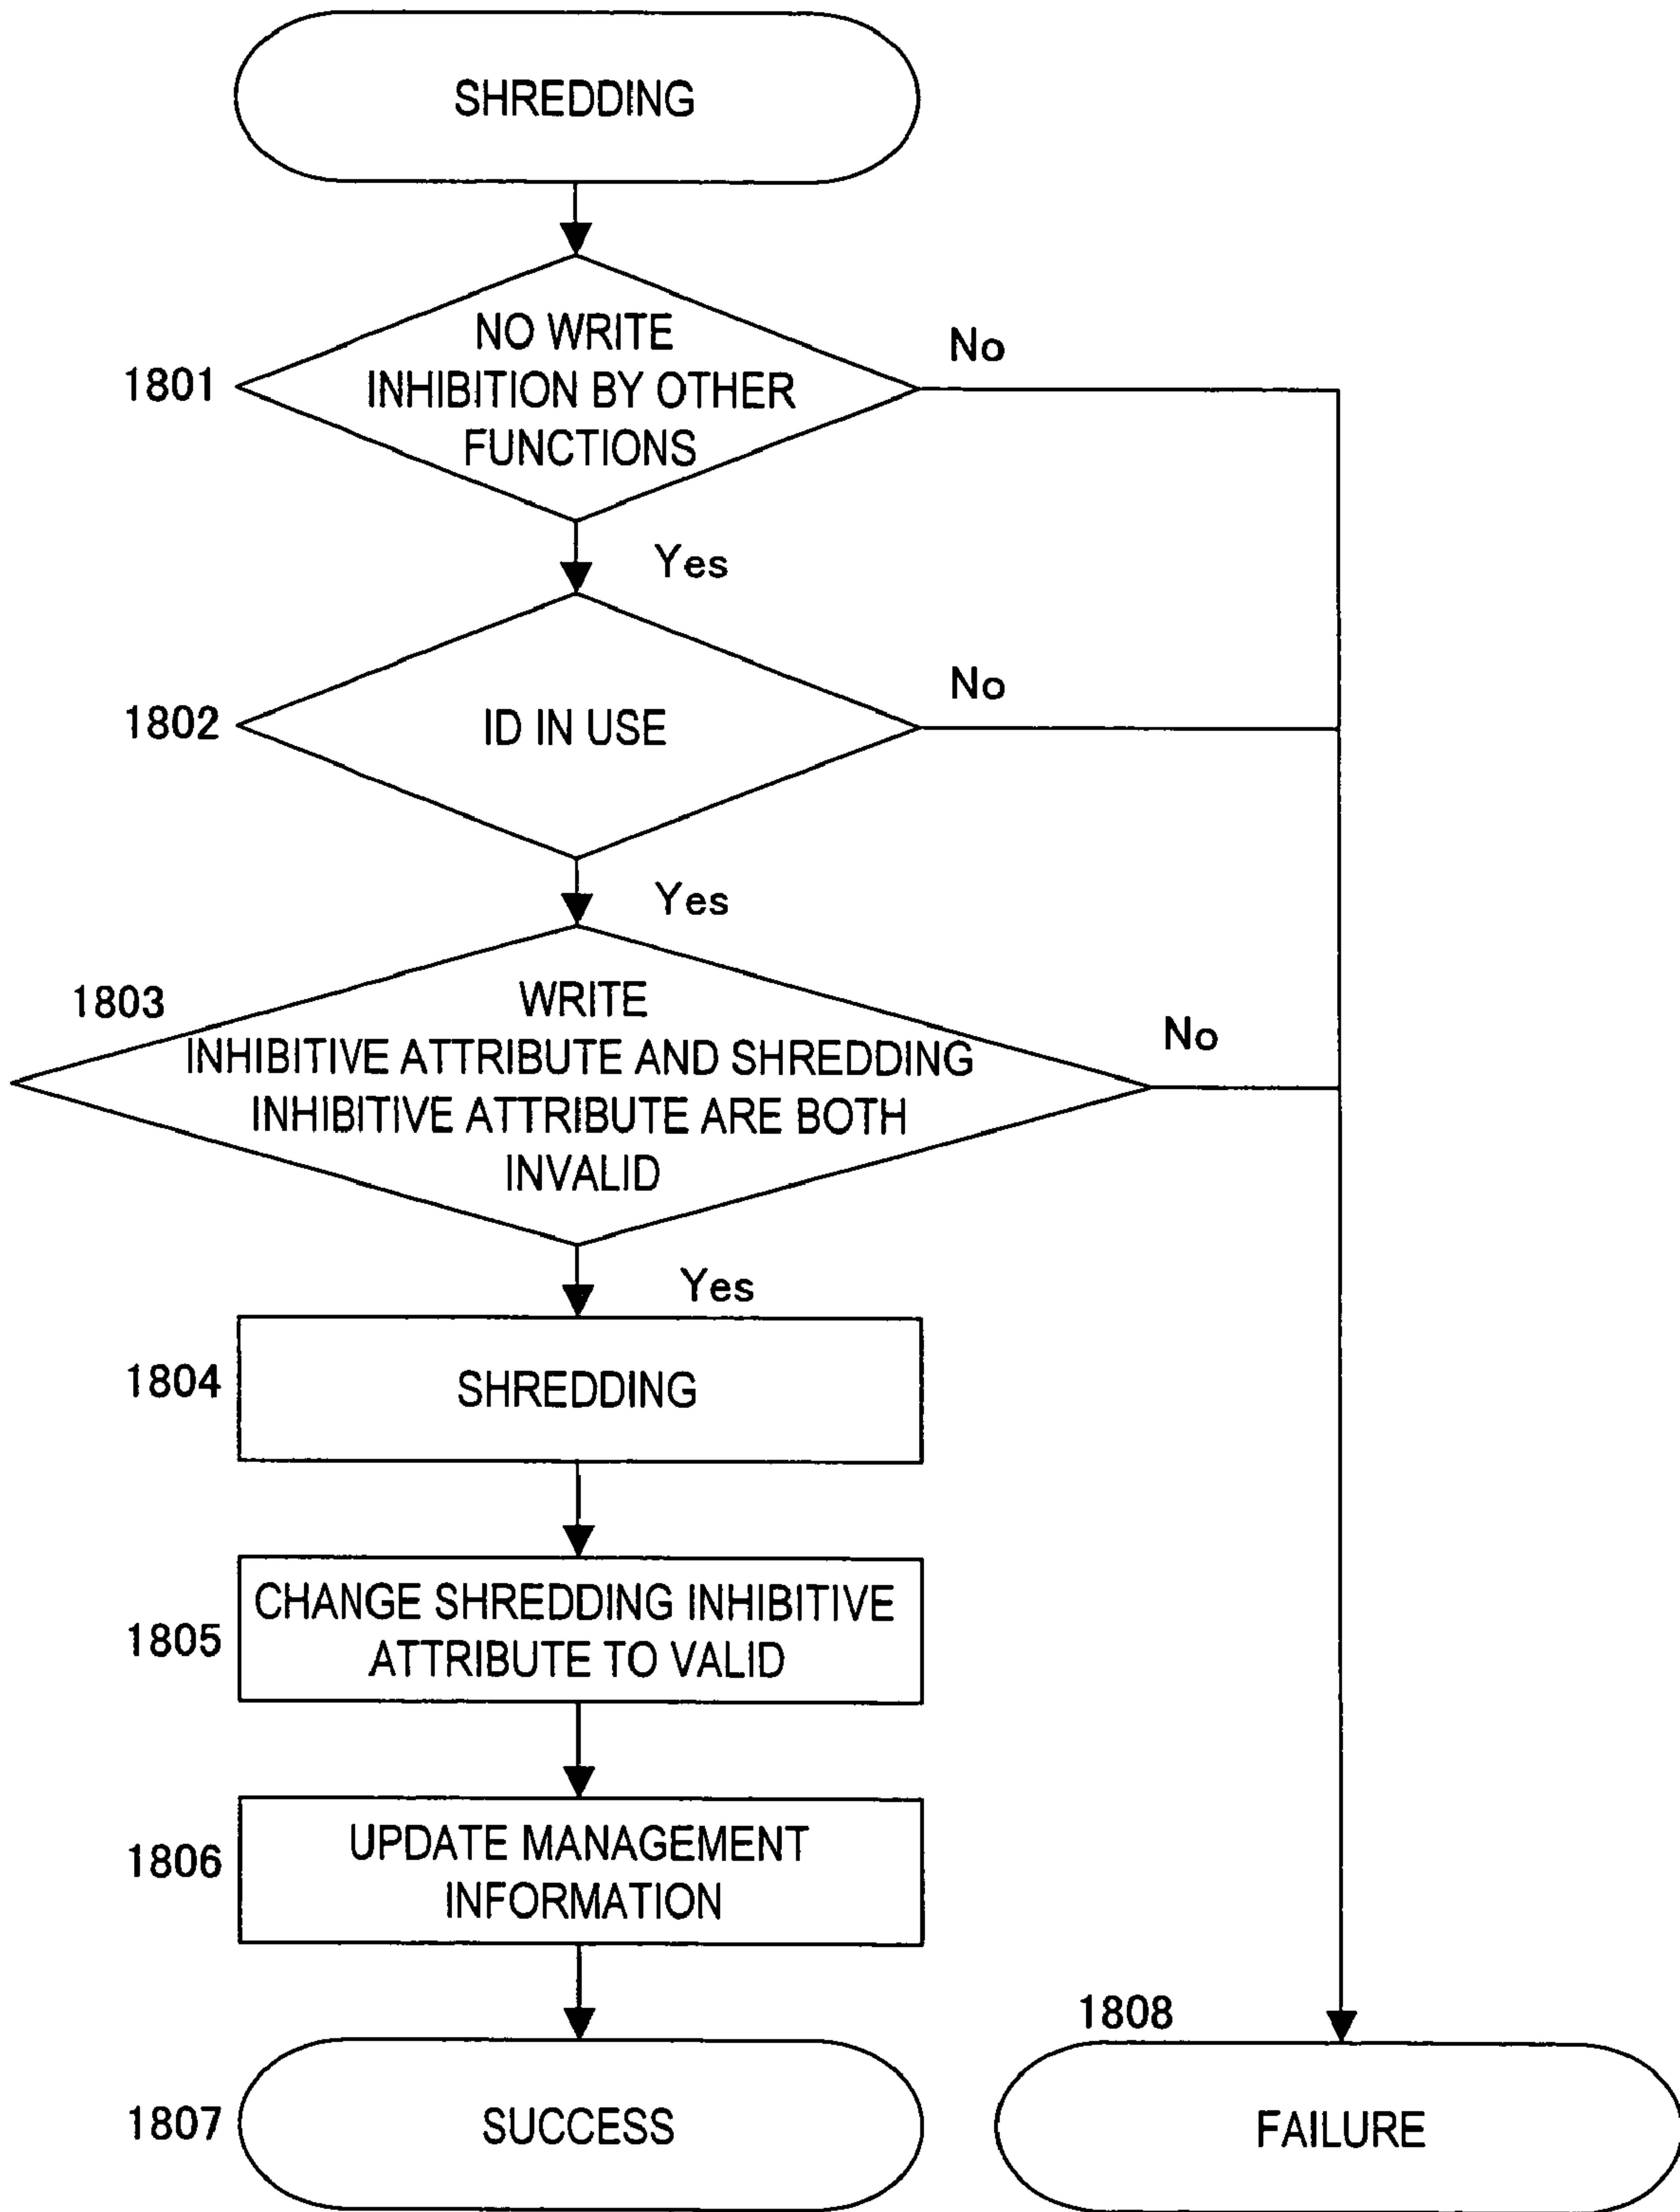 SHREDDING
1801
NO WRITE
INHIBITION BY OTHER
FUNCTIONS
No
Yes
1802
ID IN USE
No
Yes
1803
WRITE
INHIBITIVE ATTRIBUTE AND SHREDDING
INHIBITIVE ATTRIBUTE ARE BOTH
INVALID
No
Yes
1804
SHREDDING
1805
CHANGE SHREDDING INHIBITIVE
ATTRIBUTE TO VALID
1806
UPDATE MANAGEMENT
INFORMATION
1807
SUCCESS
1808
FAILURE